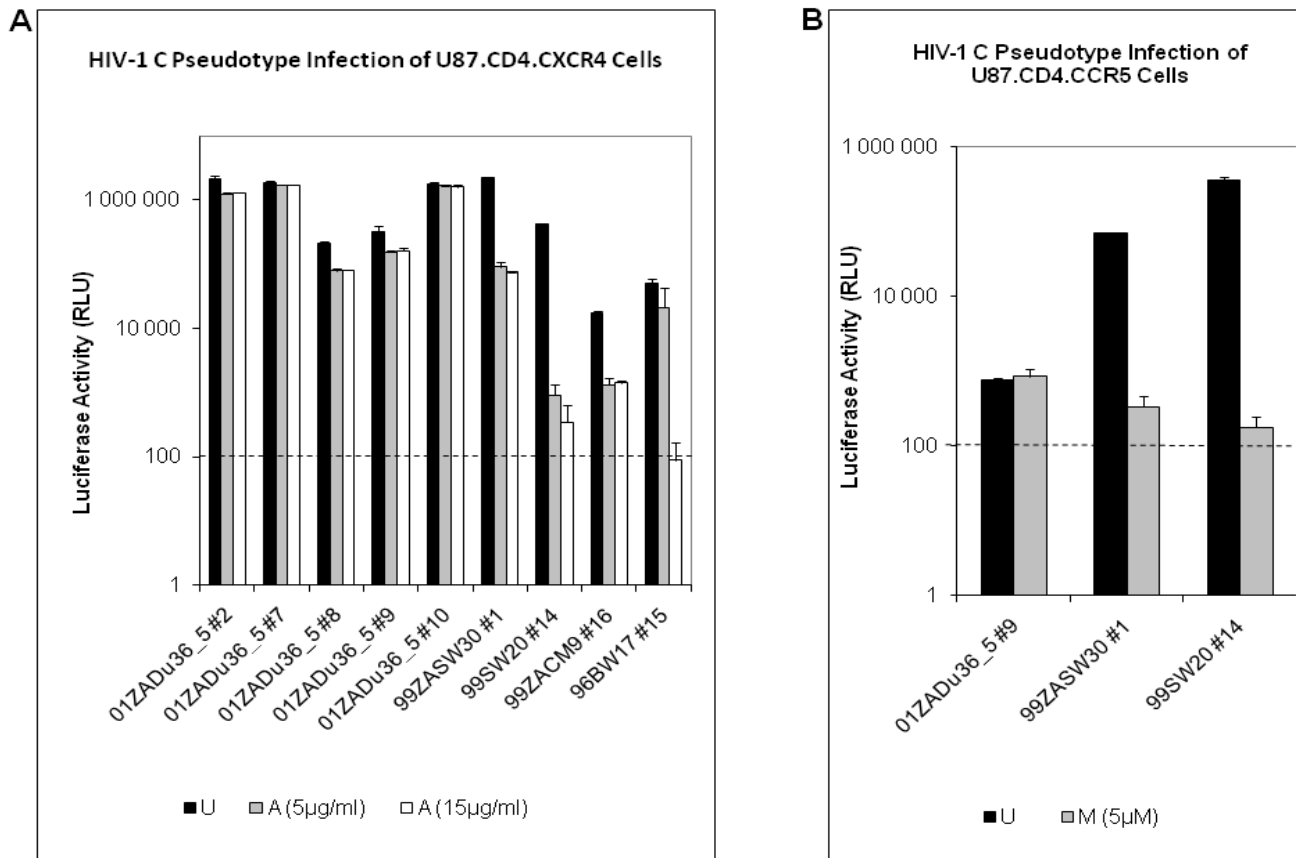 A
HIV-1 C Pseudotype Infection of U87.CD4.CXCR4 Cells
Luciferase Activity (RLU)
1 000 000
10 000
100
1
01ZADu36_5 #2
01ZADu36_5 #7
01ZADu36_5 #8
01ZADu36_5 #9
01ZADu36_5 #10
99ZASW30 #1
99SW20 #14
99ZACM9 #16
96BW17 #15
U A (5µg/ml) A (15µg/ml)
B
HIV-1 C Pseudotype Infection of
U87.CD4.CCR5 Cells
Luciferase Activity (RLU)
1 000 000
10 000
100
1
01ZADu36_5 #9
99ZASW30 #1
99SW20 #14
U M (5µM)